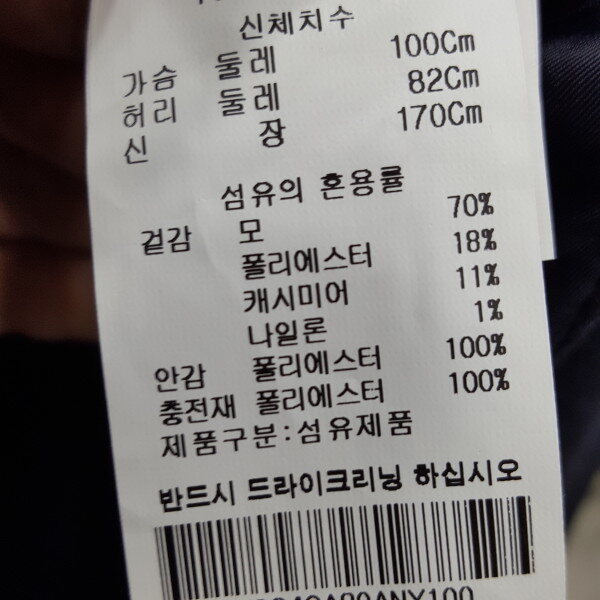 신체치수
가슴 둘레 100Cm
허리 둘레 82Cm
신 장 170Cm
섬유의 혼용률
겉감 모 70%
폴리에스터 18%
캐시미어 11%
나일론 1%
안감 폴리에스터 100%
충전재 폴리에스터 100%
제품구분:섬유제품
반드시 드라이크리닝 하십시오